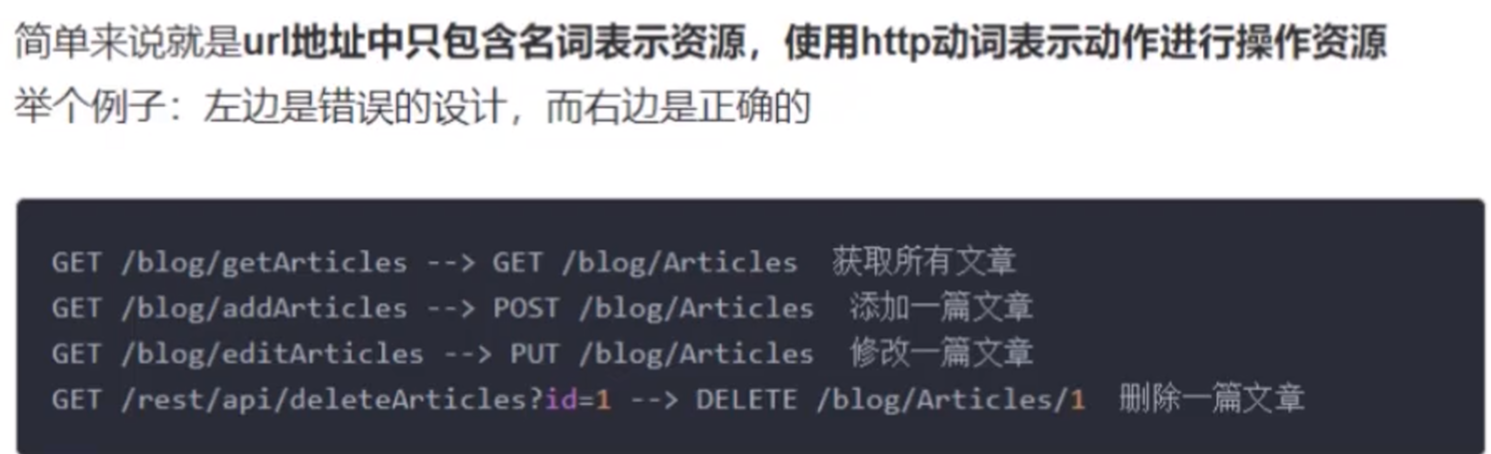 简单来说就是url地址中只包含名词表示资源，使用http动词表示动作进行操作资源
举个例子：左边是错误的设计，而右边是正确的
GET /blog/getArticles --> GET /blog/Articles 获取所有文章
GET /blog/addArticles --> POST /blog/Articles 添加一篇文章
GET /blog/editArticles --> PUT /blog/Articles 修改一篇文章
GET /rest/api/deleteArticles?id=1 --> DELETE /blog/Articles/1 删除一篇文章